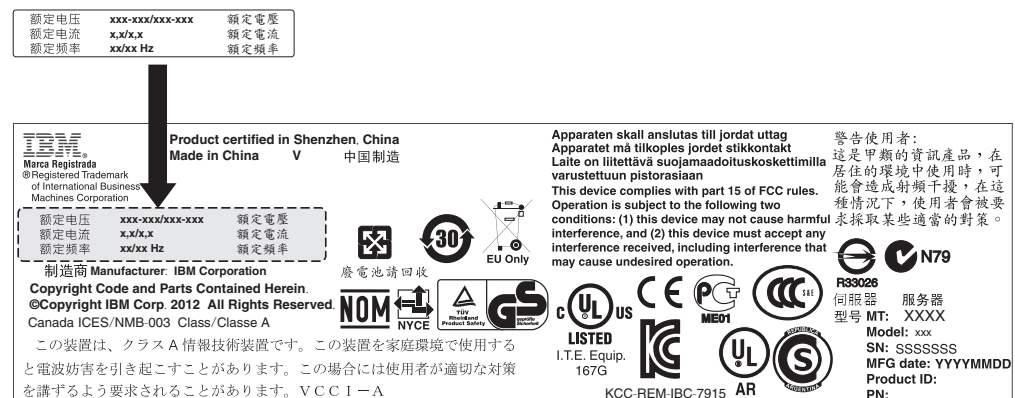 额定电压 xxx-xxx/xxx-xxx 額定電壓
额定电流 x,x/x,x 額定電流
额定频率 xx/xx Hz 額定頻率
IBM®
Marca Registrada
® Registered Trademark
of International Business
Machines Corporation
Product certified in Shenzhen, China
Made in China V 中国制造
额定电压 xxx-xxx/xxx-xxx 額定電壓
额定电流 x,x/x,x 額定電流
额定频率 xx/xx Hz 額定頻率
制造商 Manufacturer: IBM Corporation
Copyright Code and Parts Contained Herein.
©Copyright IBM Corp. 2012 All Rights Reserved.
Canada ICES/NMB-003 Class/Classe A
この装置は、クラス A 情報技術装置です。この装置を家庭環境で使用する
と電波妨害を引き起こすことがあります。この場合には使用者が適切な対策
を講ずるよう要求されることがあります。ＶＣＣＩ－Ａ
廢電池請回收
30
EU Only
NOM
NYCE
TÜV
Rheinland
Product Safety
GS
geprüfte
Sicherheit
Apparaten skall anslutas till jordat uttag
Apparatet må tilkoples jordet stikkontakt
Laite on liitettävä suojamaadoituskoskettimilla
varustettuun pistorasiaan
This device complies with part 15 of FCC rules.
Operation is subject to the following two
conditions: (1) this device may not cause harmful
interference, and (2) this device must accept any
interference received, including interference that
may cause undesired operation.
c UL US
LISTED
I.T.E. Equip.
167G
CE
PCT
ME01
CCC S&E
KC
KCC-REM-IBC-7915
UL
AR
REPUBLICA
S
ARGENTINA
警告使用者:
這是甲類的資訊產品，在
居住的環境中使用時，可
能會造成射頻干擾，在這
種情況下，使用者會被要
求採取某些適當的對策。
R33026
N79
伺服器 服务器
型号 MT: XXXX
Model: xxx
SN: SSSSSSS
MFG date: YYYYMMDD
Product ID:
PN: